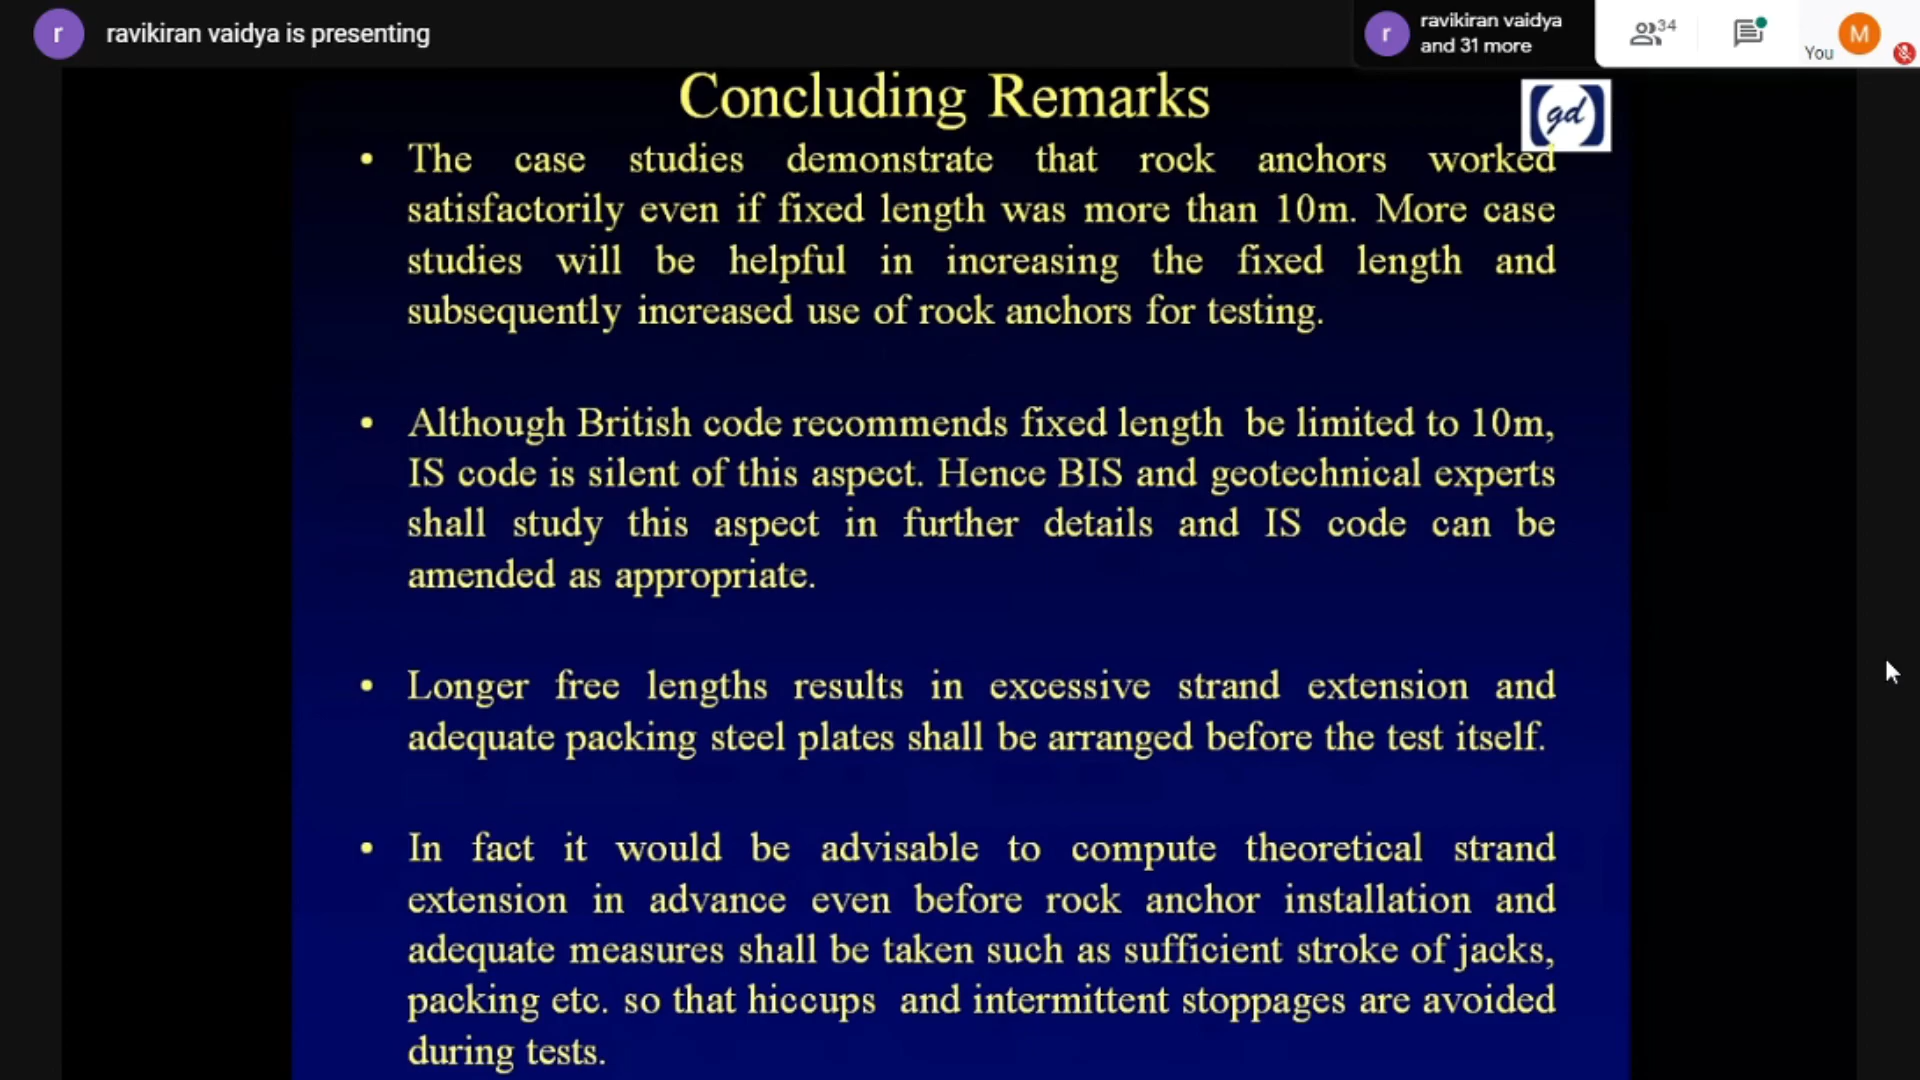 r
ravikiran vaidya is presenting
r
ravikiran vaidya
and 31 more
34
You
M
Concluding Remarks
gd
• The case studies demonstrate that rock anchors worked
satisfactorily even if fixed length was more than 10m. More case
studies will be helpful in increasing the fixed length and
subsequently increased use of rock anchors for testing.
• Although British code recommends fixed length be limited to 10m,
IS code is silent of this aspect. Hence BIS and geotechnical experts
shall study this aspect in further details and IS code can be
amended as appropriate.
• Longer free lengths results in excessive strand extension and
adequate packing steel plates shall be arranged before the test itself.
• In fact it would be advisable to compute theoretical strand
extension in advance even before rock anchor installation and
adequate measures shall be taken such as sufficient stroke of jacks,
packing etc. so that hiccups and intermittent stoppages are avoided
during tests.